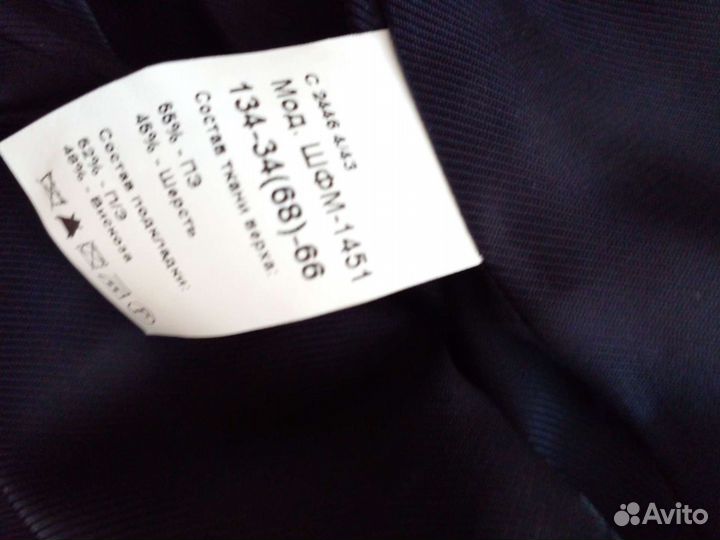 С 2446 4/43
Мод. ШФМ-1451
134-34(68)-66
Состав ткани верха:
55% - ПЭ
45% - Шерсть
Состав подкладки:
52% - П/Э
48% - Вискоза
Avito